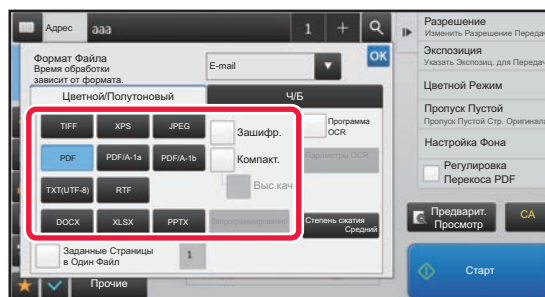 Адрес aaa 1 +
Формат Файла
Время обработки
зависит от формата.
E-mail
OK
Цветной/Полутоновый
Ч/Б
TIFF XPS JPEG
Зашифр.
Программа
OCR
PDF PDF/A-1a PDF/A-1b
Компакт.
Параметры OCR
TXT(UTF-8) RTF
Выс.кач
DOCX XLSX PPTX
Степень сжатия
Средний
Заданные Страницы
в Один Файл
1
Прочие
Разрешение
Изменить Разрешение Передач
Экспозиция
Указать Экспозиц. для Передач
Цветной Режим
Пропуск Пустой
Пропуск Пустой Стр. Оригинала
Настройка Фона
Регулировка
Перекоса PDF
Предварит.
Просмотр
CA
Старт